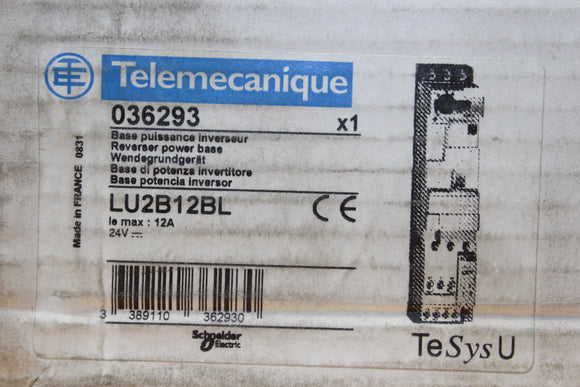 Telemecanique
036293 x1
Base puissance inverseur
Reverser power base
Wendegrundgerät
Base di potenza invertitore
Base potencia inversor
LU2B12BL CE
Ie max : 12A
24V ⎓
Made in FRANCE 0831
3 389110 362930
Schneider
Electric
TeSysU